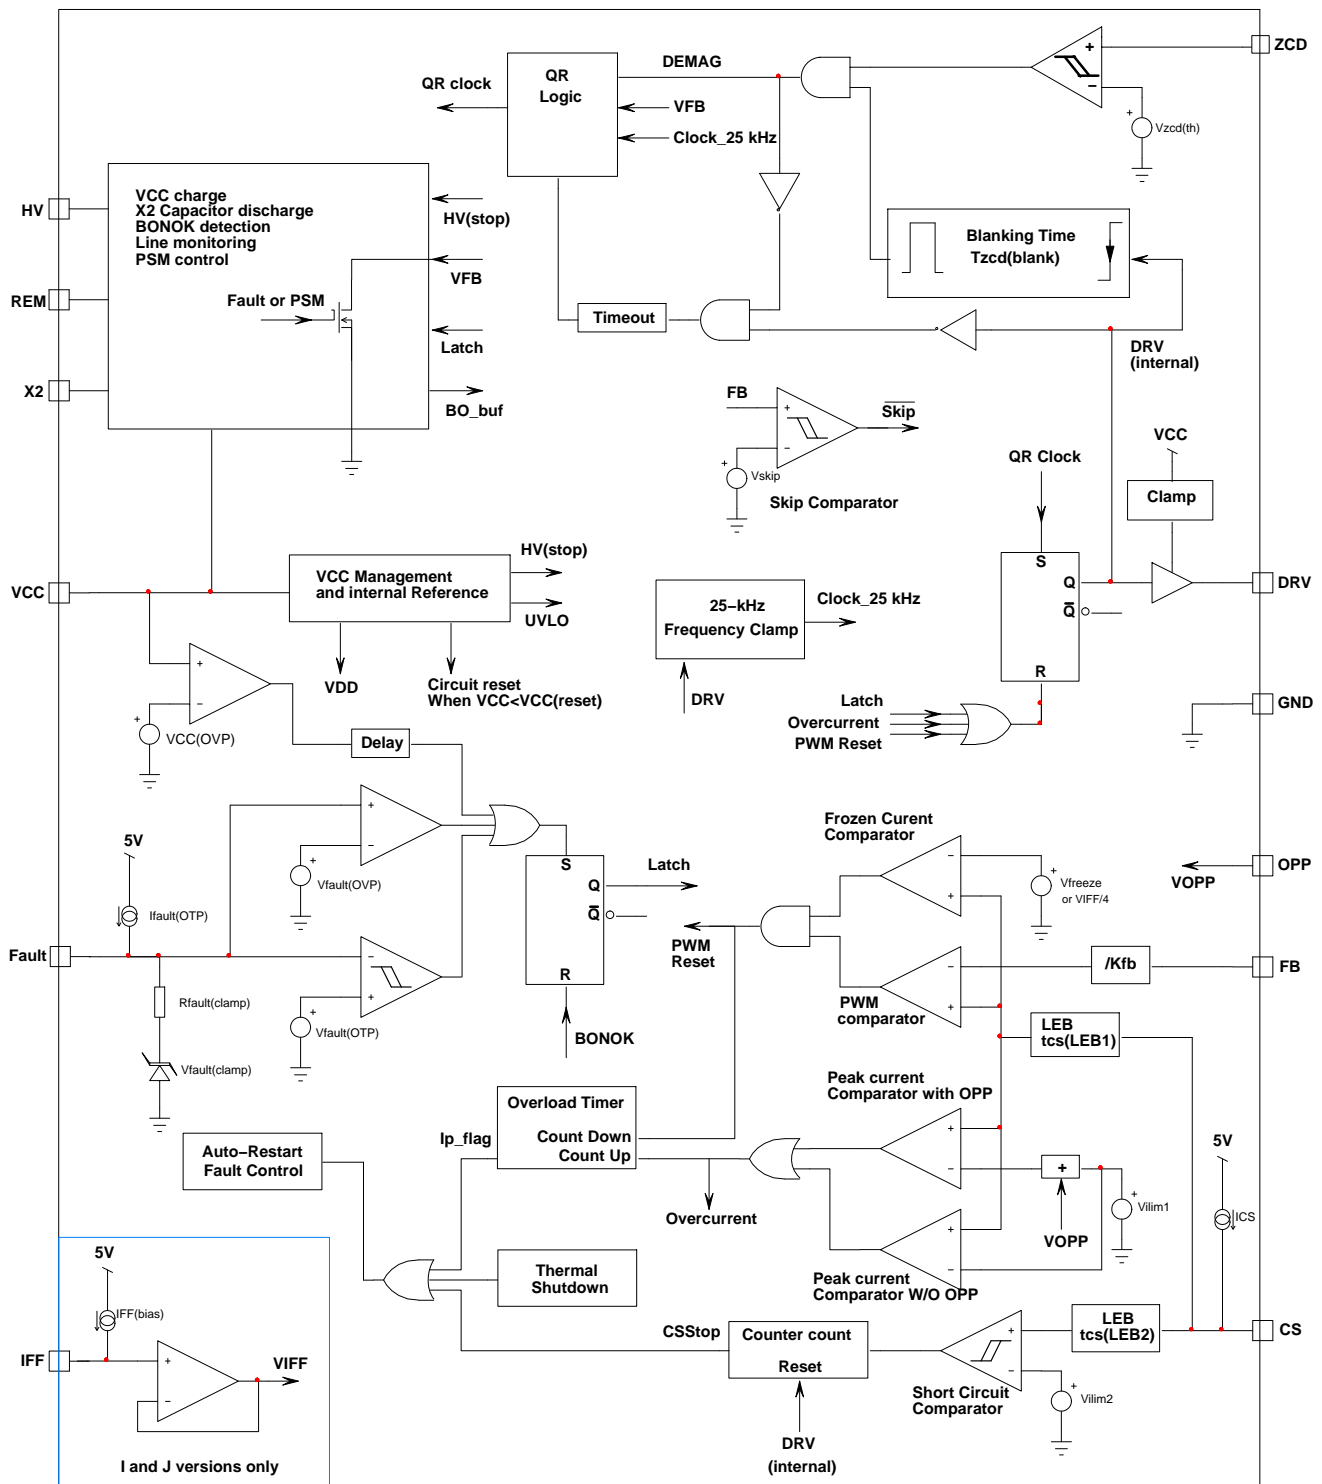 ZCD
DEMAG
QR
Logic
QR clock
VFB
Clock_25 kHz
+
−
+
Vzcd(th)
VCC charge
X2 Capacitor discharge
BONOK detection
Line monitoring
PSM control
HV
HV(stop)
Blanking Time
Tzcd(blank)
VFB
REM
Fault or PSM
Timeout
Latch
DRV
(internal)
X2
BO_buf
FB
+
−
Skip
+
Vskip
Skip Comparator
VCC
QR Clock
Clamp
HV(stop)
VCC
VCC Management
and internal Reference
UVLO
S
Q
Q
R
DRV
25−kHz
Frequency Clamp
Clock_25 kHz
DRV
VDD
Circuit reset
When VCC<VCC(reset)
+
−
+
VCC(OVP)
Delay
Latch
Overcurrent
PWM Reset
GND
5V
+
−
+
Vfault(OVP)
Ifault(OTP)
S
Q
Q
R
Latch
Frozen Curent
Comparator
−
+
+
Vfreeze
or VIFF/4
VOPP
OPP
PWM
Reset
Fault
−
+
+
Vfault(OTP)
Rfault(clamp)
Vfault(clamp)
BONOK
−
+
PWM
comparator
/Kfb
FB
LEB
tcs(LEB1)
Peak current
Comparator with OPP
Overload Timer
Count Down
Count Up
Ip_flag
Auto−Restart
Fault Control
+
−
+
+
Vilim1
5V
ICS
Overcurrent
VOPP
+
−
Peak current
Comparator W/O OPP
Thermal
Shutdown
5V
IFF(bias)
IFF
+
−
VIFF
I and J versions only
CSStop
Counter count
Reset
DRV
(internal)
+
−
Short Circuit
Comparator
LEB
tcs(LEB2)
CS
+
Vilim2